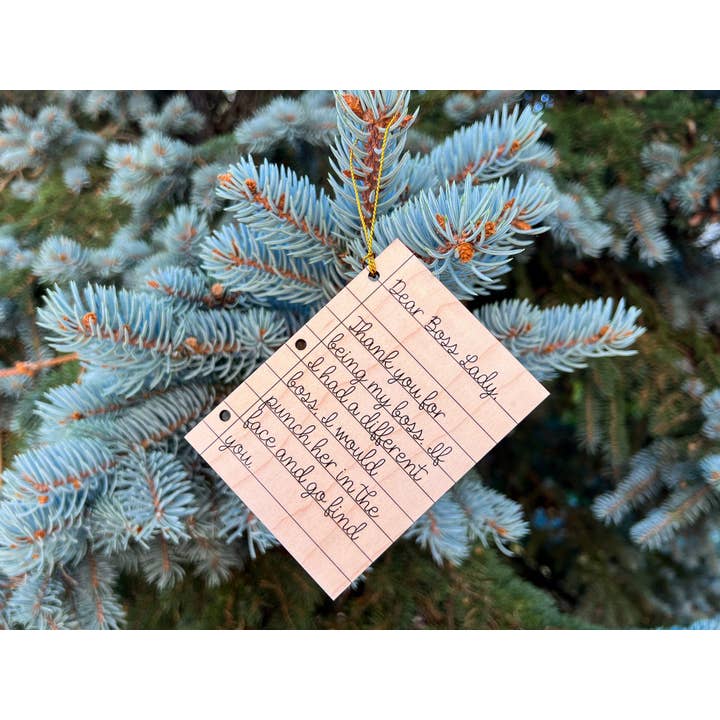 Dear Boss Lady
Thank you for
being my boss. If
I had a different
boss, I would
punch her in the
face and go find
you